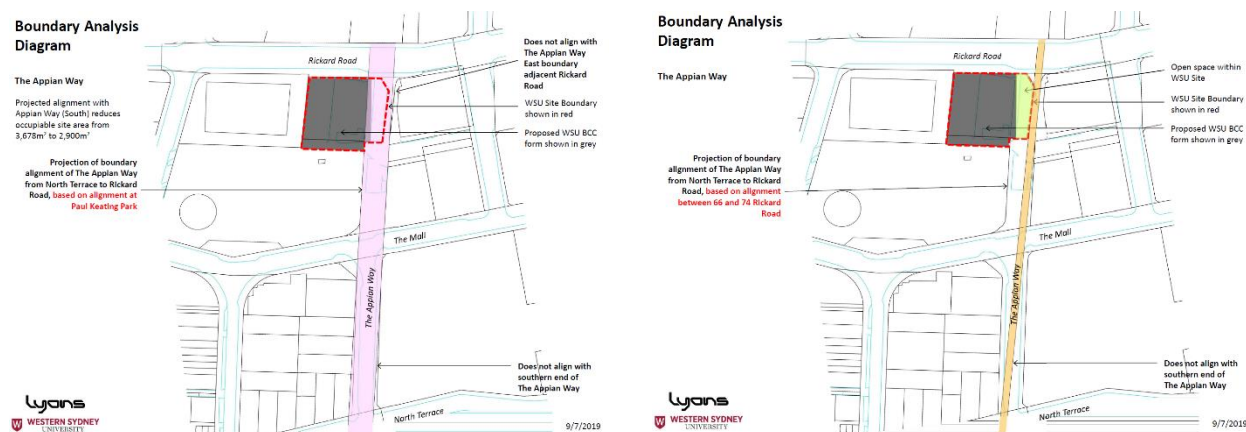 Boundary Analysis
Diagram
The Appian Way
Projected alignment with
Appian Way (South) reduces
occupiable site area from
3,678m² to 2,900m²
Projection of boundary
alignment of The Appian Way
from North Terrace to Rickard
Road, based on alignment at
Paul Keating Park
Rickard Road
Does not align with
The Appian Way
East boundary
adjacent Rickard
Road
WSU Site Boundary
shown in red
Proposed WSU BCC
form shown in grey
The Mall
The Appian Way
Does not align with
southern end of
The Appian Way
North Terrace
Lyons
W WESTERN SYDNEY
UNIVERSITY
9/7/2019
Boundary Analysis
Diagram
The Appian Way
Projection of boundary
alignment of The Appian Way
from North Terrace to Rickard
Road, based on alignment
between 66 and 74 Rickard
Road
Rickard Road
Open space within
WSU Site
WSU Site Boundary
shown in red
Proposed WSU BCC
form shown in grey
The Mall
The Appian Way
Does not align with
southern end of
The Appian Way
North Terrace
Lyons
W WESTERN SYDNEY
UNIVERSITY
9/7/2019